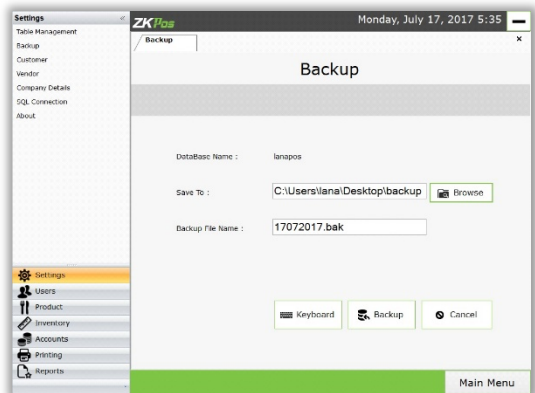 Settings «
Table Management
Backup
Customer
Vendor
Company Details
SQL Connection
About
Settings
Users
Product
Inventory
Accounts
Printing
Reports
ZKPos
Monday, July 17, 2017 5:35
Backup
Backup
DataBase Name : lanapos
Save To : C:\Users\lana\Desktop\backup Browse
Backup File Name : 17072017.bak
Keyboard Backup Cancel
Main Menu